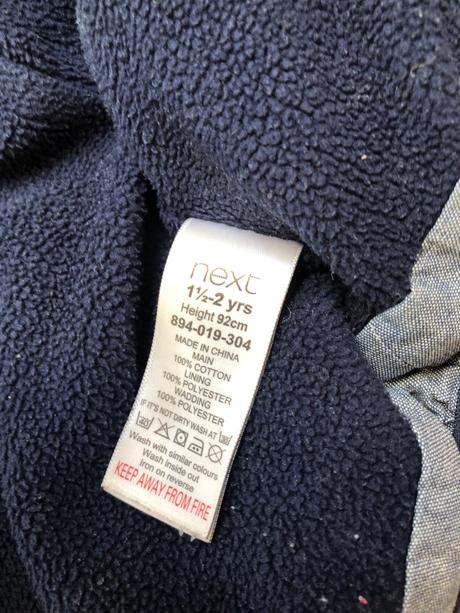 next
1½-2 yrs
Height 92cm
894-019-304
MADE IN CHINA
MAIN
100% COTTON
LINING
100% POLYESTER
WADDING
100% POLYESTER
IF IT'S NOT DIRTY WASH AT
Wash with similar colours
Wash inside out
Iron on reverse
KEEP AWAY FROM FIRE